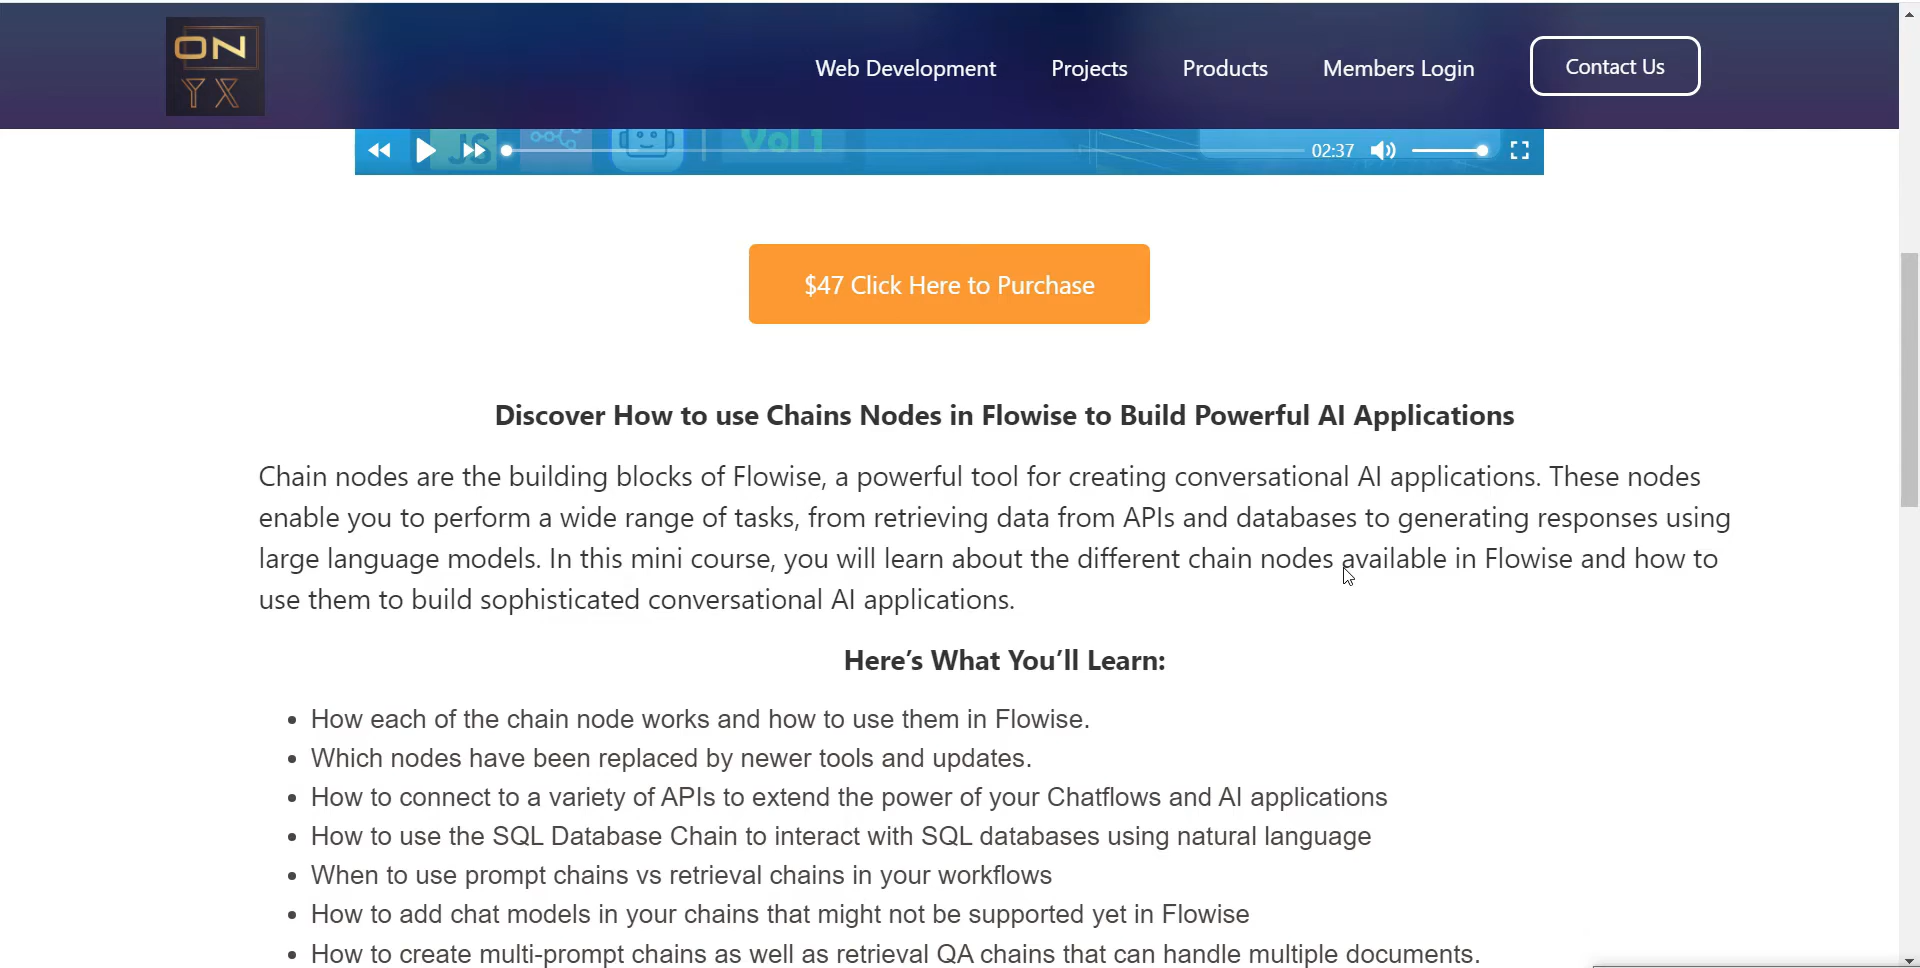 ON
YX
Web Development
Projects
Products
Members Login
Contact Us
JS
Vol 1
02:37
$47 Click Here to Purchase
Discover How to use Chains Nodes in Flowise to Build Powerful AI Applications
Chain nodes are the building blocks of Flowise, a powerful tool for creating conversational AI applications. These nodes
enable you to perform a wide range of tasks, from retrieving data from APIs and databases to generating responses using
large language models. In this mini course, you will learn about the different chain nodes available in Flowise and how to
use them to build sophisticated conversational AI applications.
Here’s What You’ll Learn:
• How each of the chain node works and how to use them in Flowise.
• Which nodes have been replaced by newer tools and updates.
• How to connect to a variety of APIs to extend the power of your Chatflows and AI applications
• How to use the SQL Database Chain to interact with SQL databases using natural language
• When to use prompt chains vs retrieval chains in your workflows
• How to add chat models in your chains that might not be supported yet in Flowise
• How to create multi-prompt chains as well as retrieval QA chains that can handle multiple documents.